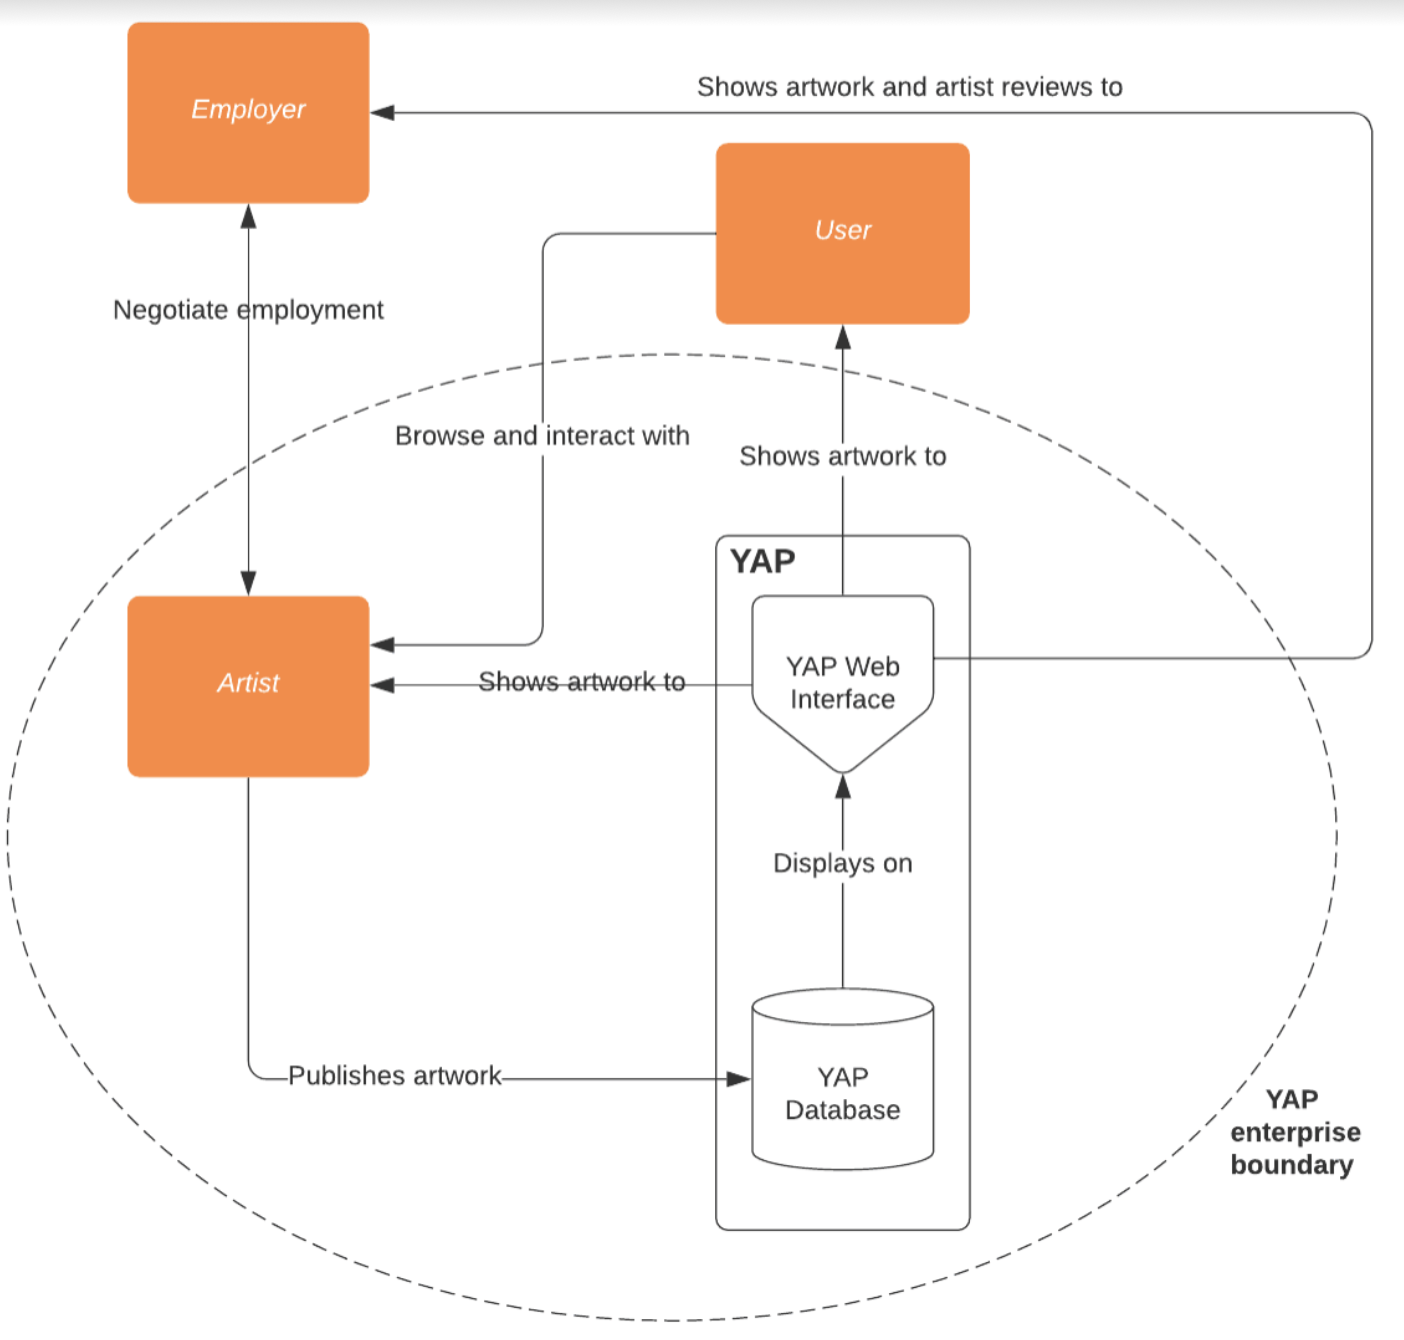 Employer
Shows artwork and artist reviews to
User
Negotiate employment
Browse and interact with
Shows artwork to
YAP
YAP Web
Interface
Artist
Shows artwork to
Displays on
Publishes artwork
YAP
Database
YAP
enterprise
boundary